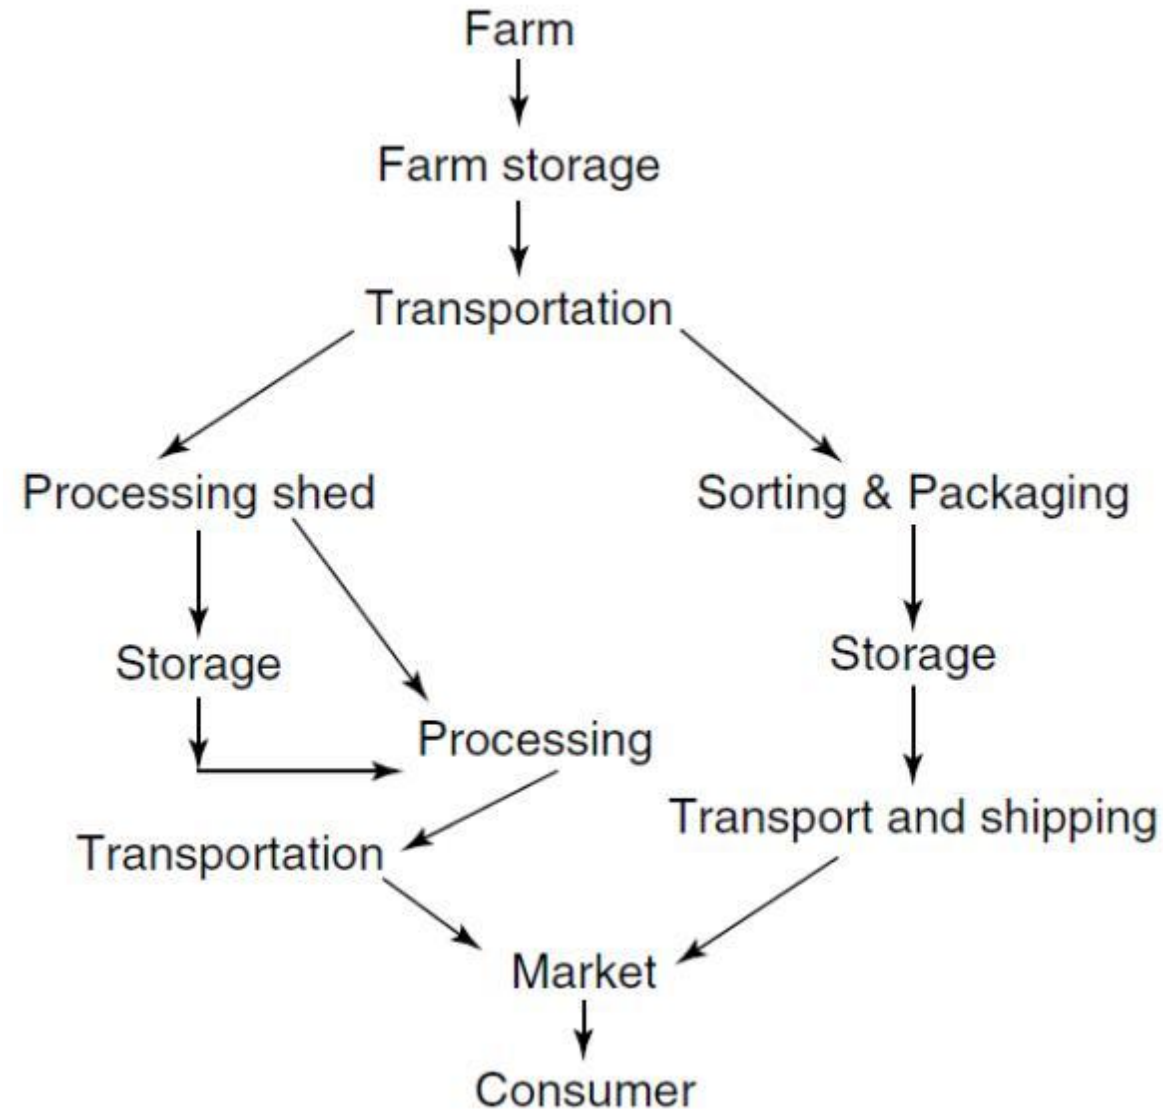 Farm
Farm storage
Transportation
Processing shed
Sorting & Packaging
Storage
Storage
Processing
Transport and shipping
Transportation
Market
Consumer